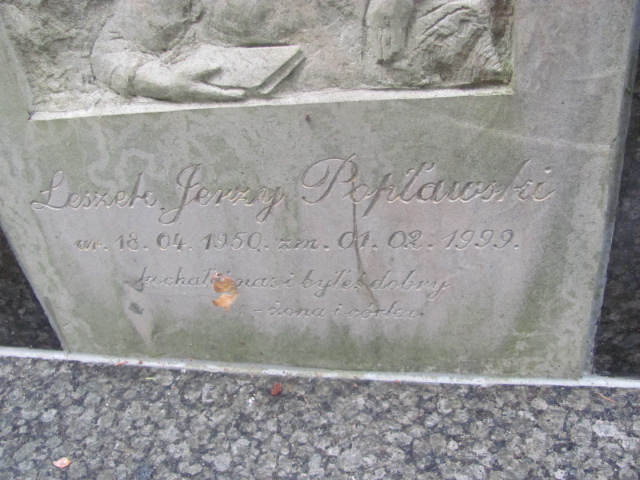 Leszek Jerzy Popławski
ur. 18.04.1950. zm. 01.02.1999.
kochałeś nas i byłeś dobry
- żona i córka.